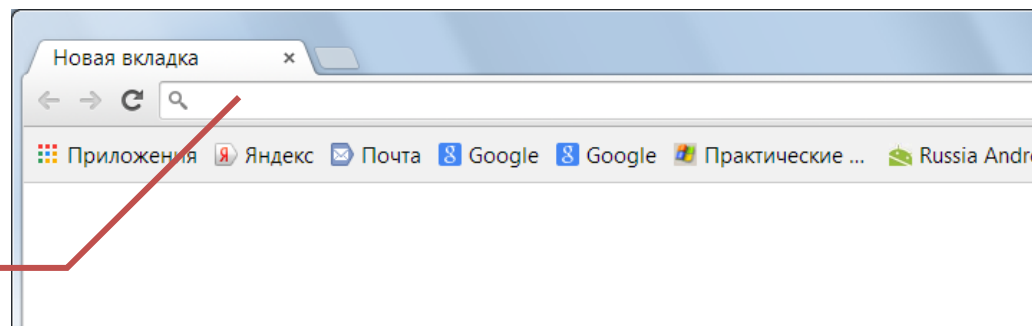 Новая вкладка
Приложения Яндекс Почта Google Google Практические ... Russia Andr